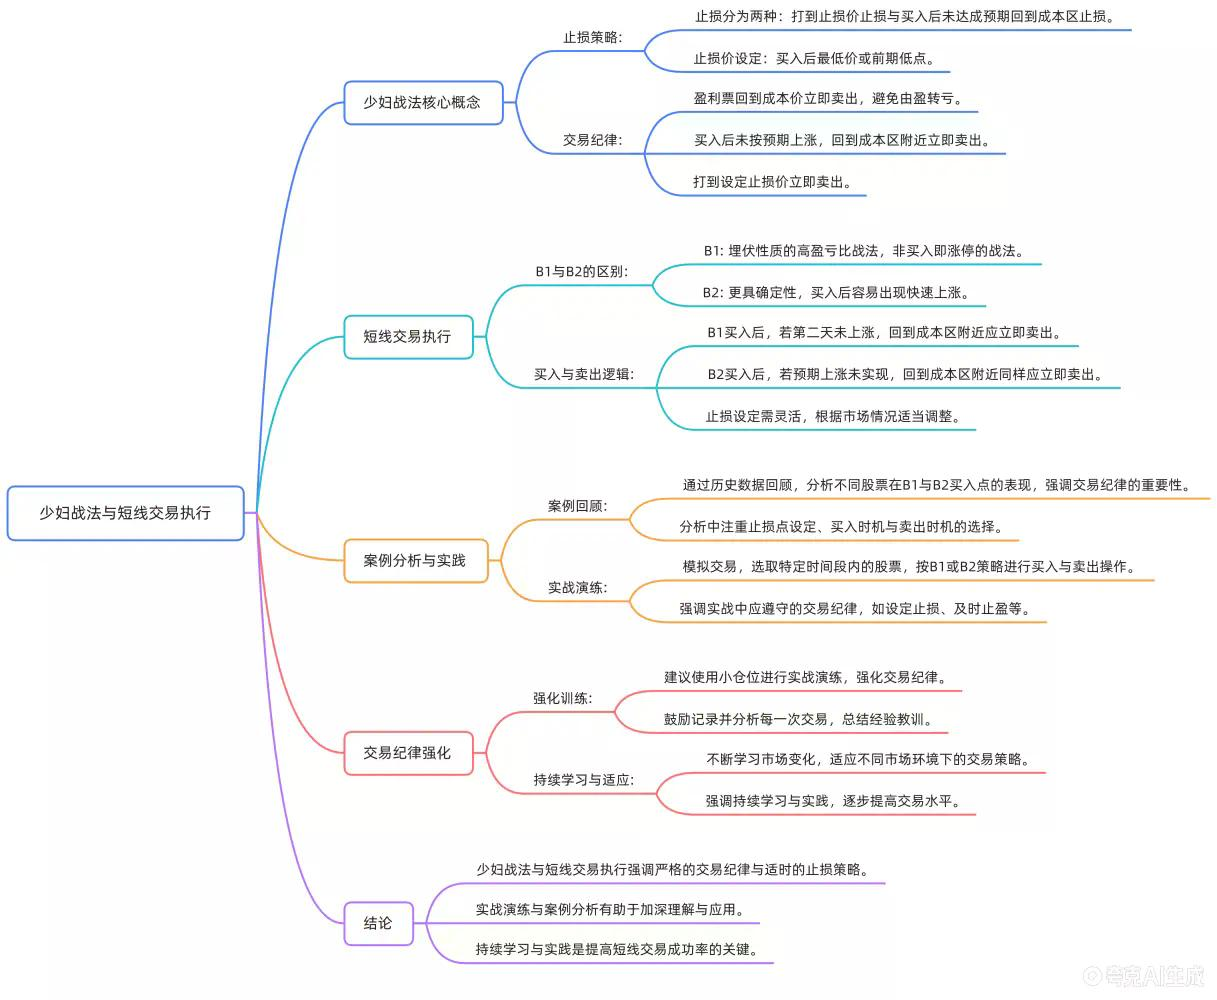 少妇战法与短线交易执行
少妇战法核心概念
止损策略：
止损分为两种：打到止损价止损与买入后未达成预期回到成本区止损。
止损价设定：买入后最低价或前期低点。
交易纪律：
盈利票回到成本价立即卖出，避免由盈转亏。
买入后未按预期上涨，回到成本区附近立即卖出。
打到设定止损价立即卖出。
短线交易执行
B1与B2的区别：
B1: 埋伏性质的高盈亏比战法，非买入即涨停的战法。
B2: 更具确定性，买入后容易出现快速上涨。
买入与卖出逻辑：
B1买入后，若第二天未上涨，回到成本区附近应立即卖出。
B2买入后，若预期上涨未实现，回到成本区附近同样应立即卖出。
止损设定需灵活，根据市场情况适当调整。
案例分析与实践
案例回顾：
通过历史数据回顾，分析不同股票在B1与B2买入点的表现，强调交易纪律的重要性。
分析中注重止损点设定、买入时机与卖出时机的选择。
实战演练：
模拟交易，选取特定时间段内的股票，按B1或B2策略进行买入与卖出操作。
强调实战中应遵守的交易纪律，如设定止损、及时止盈等。
交易纪律强化
强化训练：
建议使用小仓位进行实战演练，强化交易纪律。
鼓励记录并分析每一次交易，总结经验教训。
持续学习与适应：
不断学习市场变化，适应不同市场环境下的交易策略。
强调持续学习与实践，逐步提高交易水平。
结论
少妇战法与短线交易执行强调严格的交易纪律与适时的止损策略。
实战演练与案例分析有助于加深理解与应用。
持续学习与实践是提高短线交易成功率的关键。
夸克AI生成